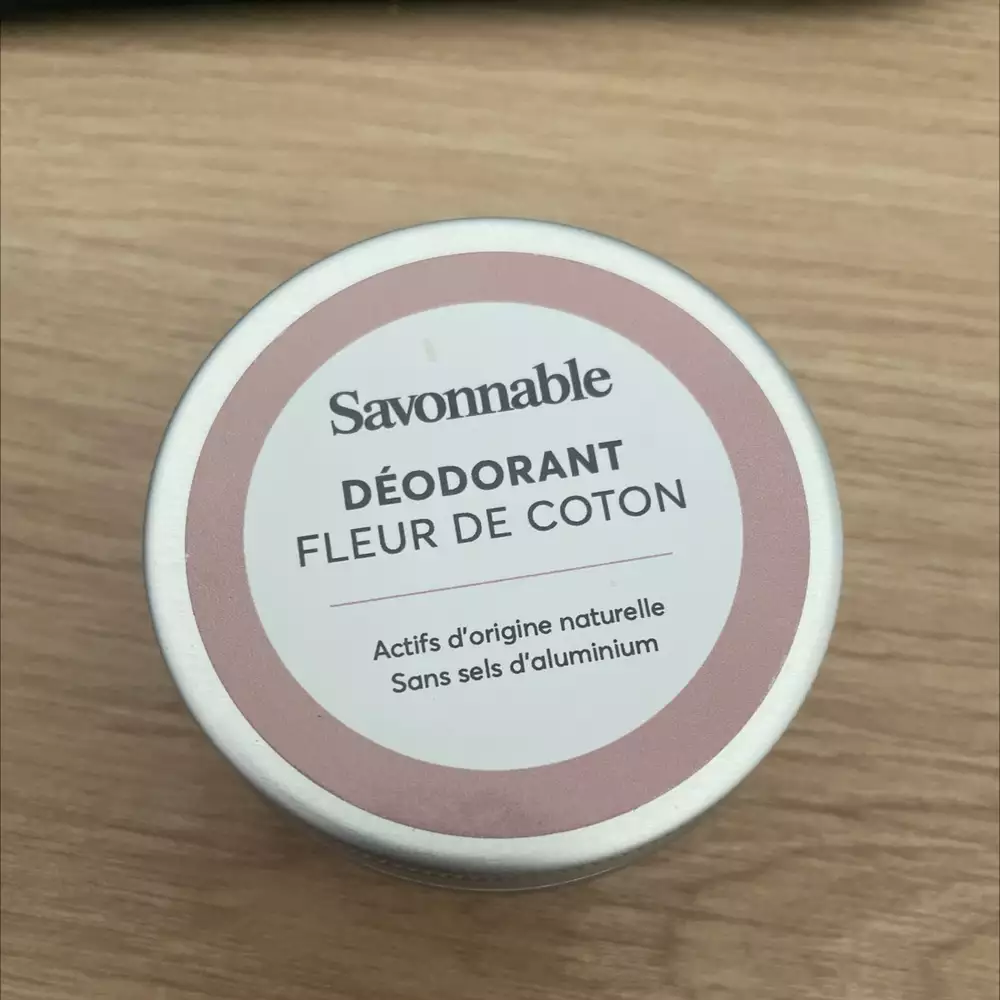 Savonnable
DÉODORANT
FLEUR DE COTON
Actifs d'origine naturelle
Sans sels d'aluminium